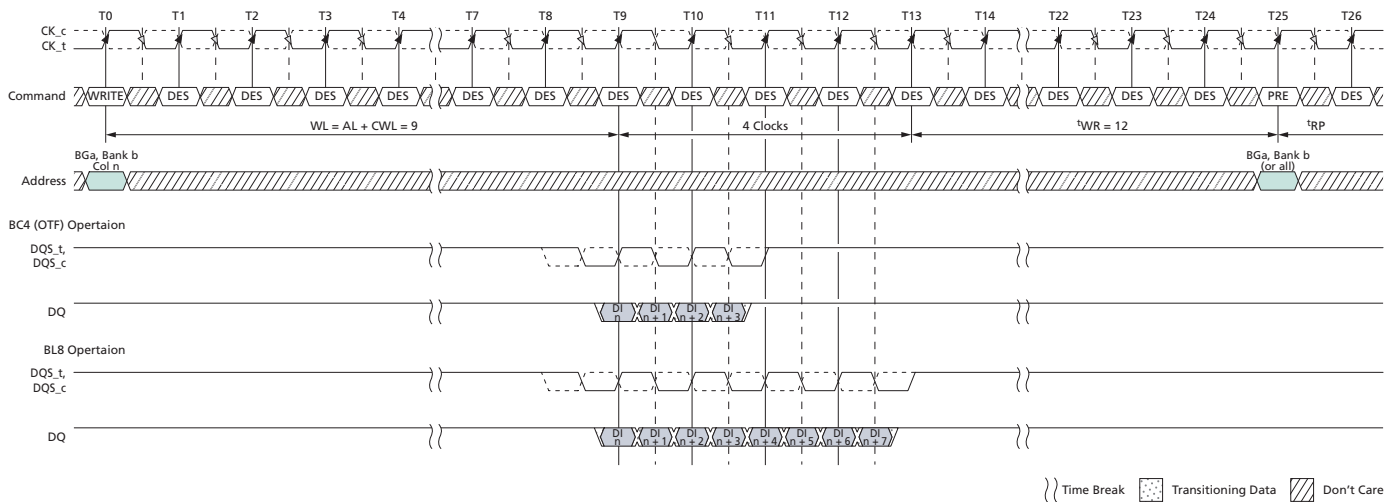 T0 T1 T2 T3 T4 T7 T8 T9 T10 T11 T12 T13 T14 T22 T23 T24 T25 T26
CK_c
CK_t
Command WRITE DES DES DES DES DES DES DES DES DES DES DES DES DES DES DES PRE DES
WL = AL + CWL = 9 4 Clocks tWR = 12 tRP
BGa, Bank b
Col n
BGa, Bank b
(or all)
Address
BC4 (OTF) Opertaion
DQS_t,
DQS_c
DQ DI n DI n + 1 DI n + 2 DI n + 3
BL8 Opertaion
DQS_t,
DQS_c
DQ DI n DI n + 1 DI n + 2 DI n + 3 DI n + 4 DI n + 5 DI n + 6 DI n + 7
Time Break Transitioning Data Don't Care